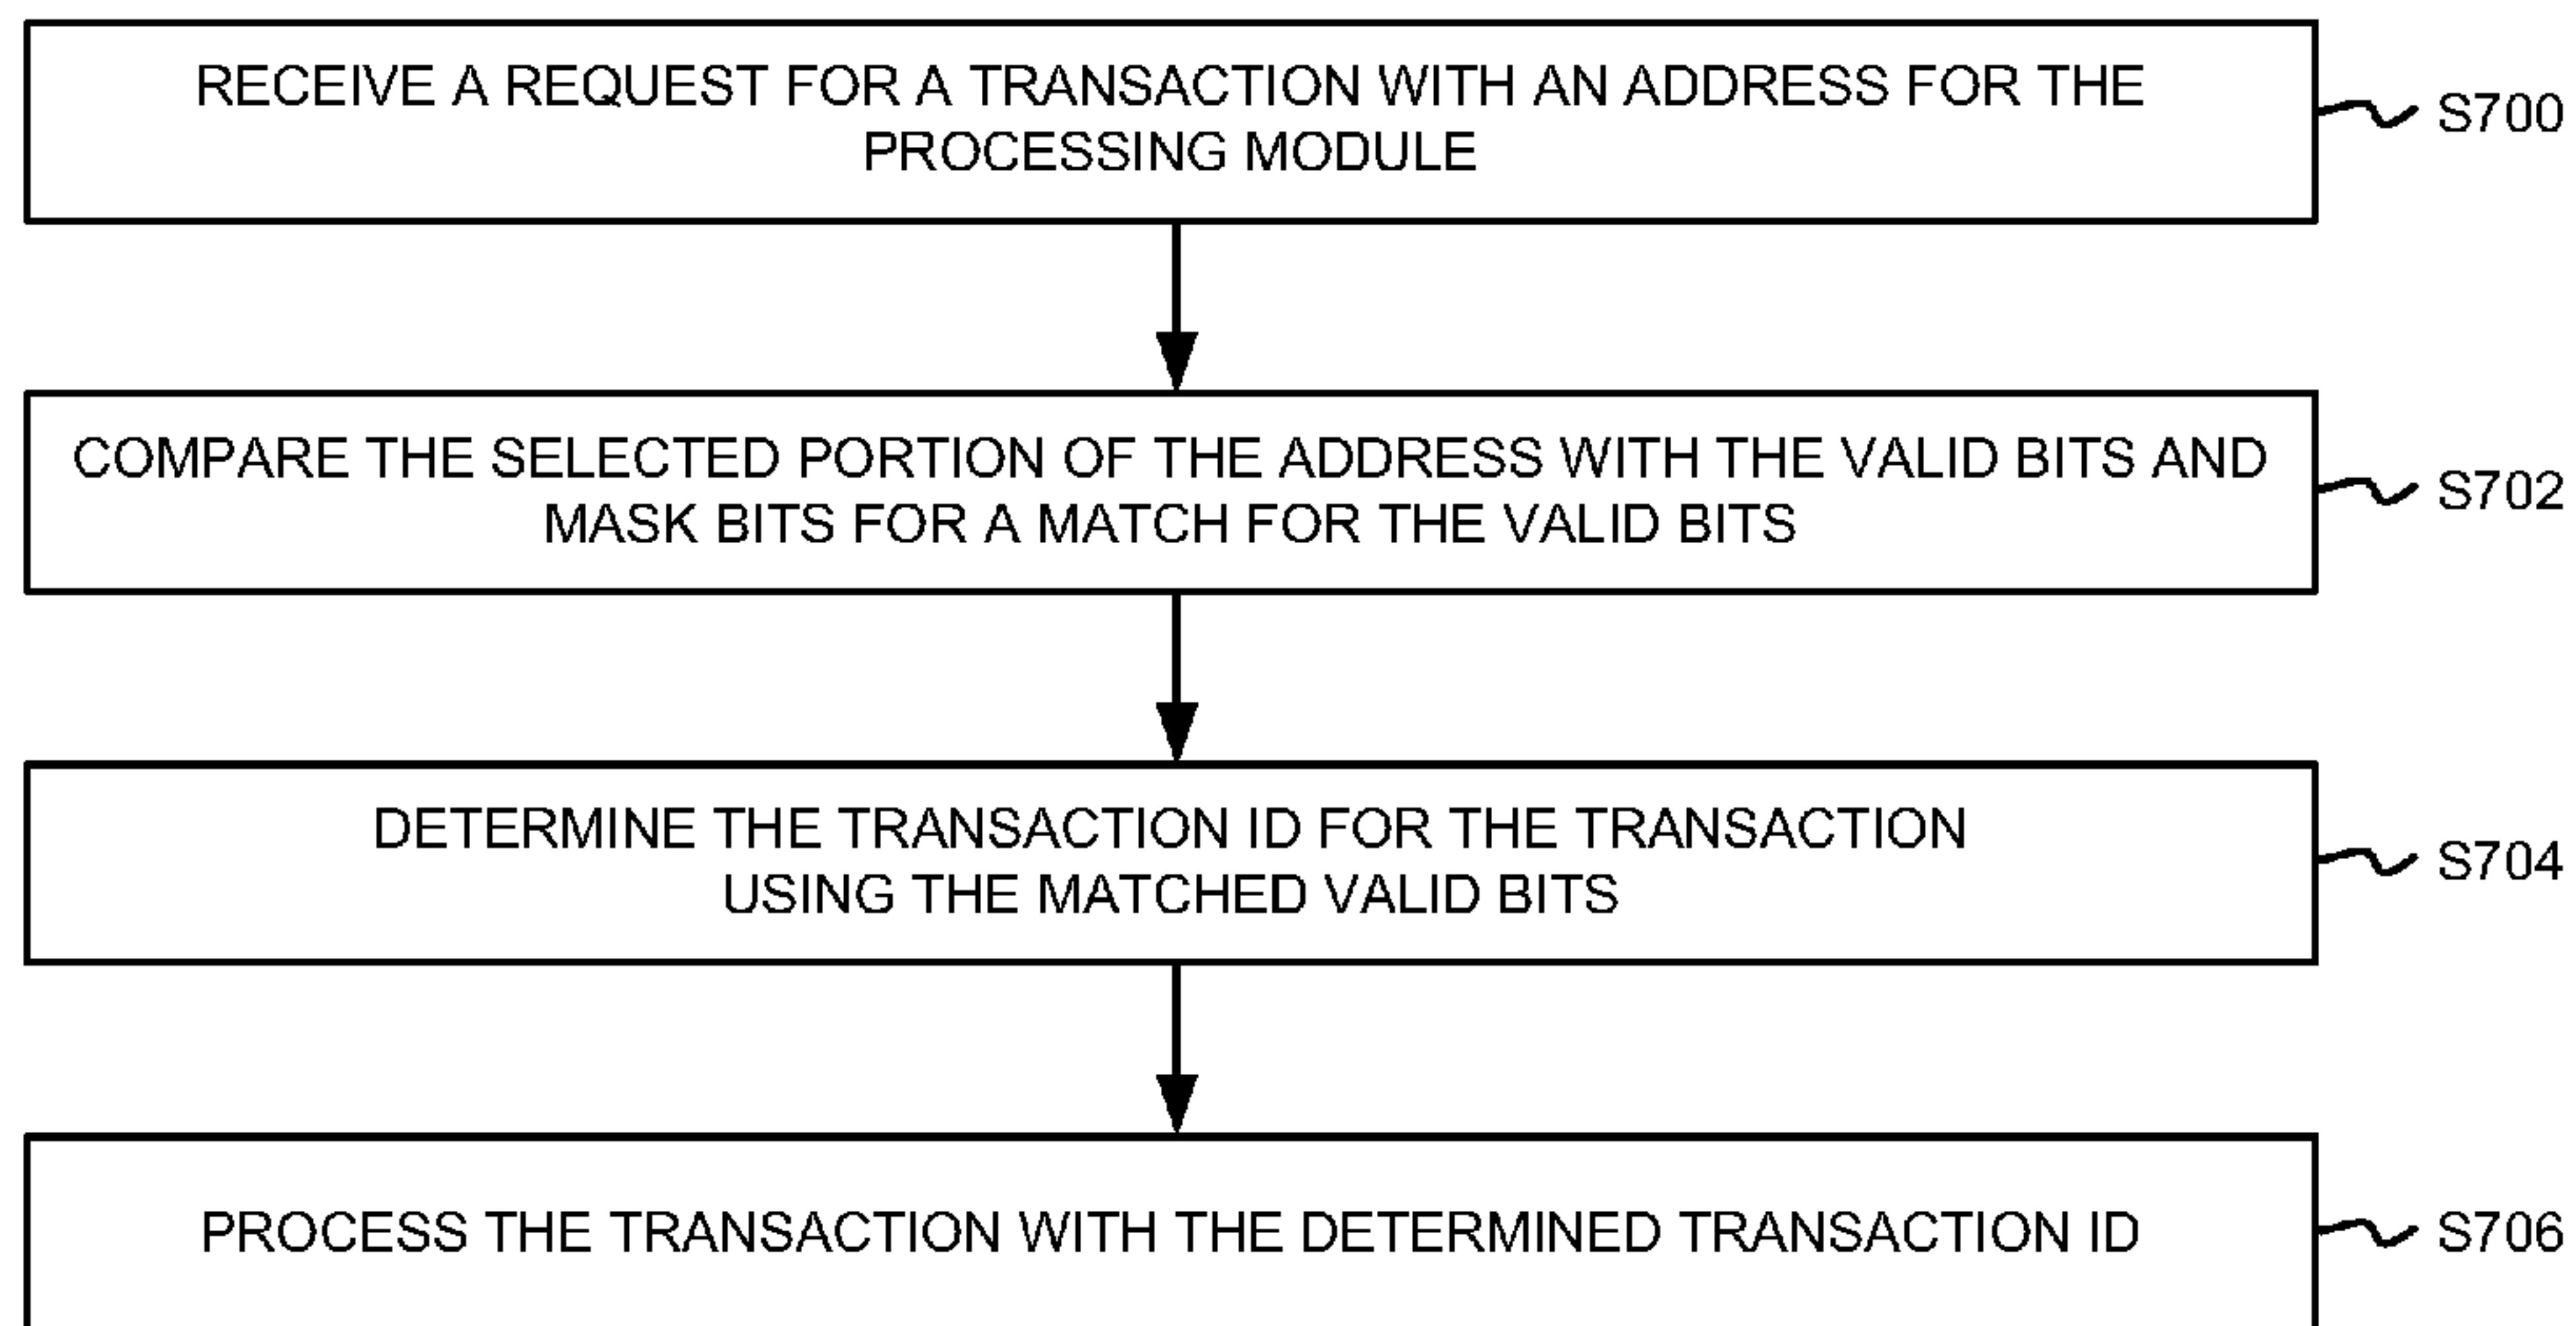 RECEIVE A REQUEST FOR A TRANSACTION WITH AN ADDRESS FOR THE
PROCESSING MODULE
S700
COMPARE THE SELECTED PORTION OF THE ADDRESS WITH THE VALID BITS AND
MASK BITS FOR A MATCH FOR THE VALID BITS
S702
DETERMINE THE TRANSACTION ID FOR THE TRANSACTION
USING THE MATCHED VALID BITS
S704
PROCESS THE TRANSACTION WITH THE DETERMINED TRANSACTION ID
S706